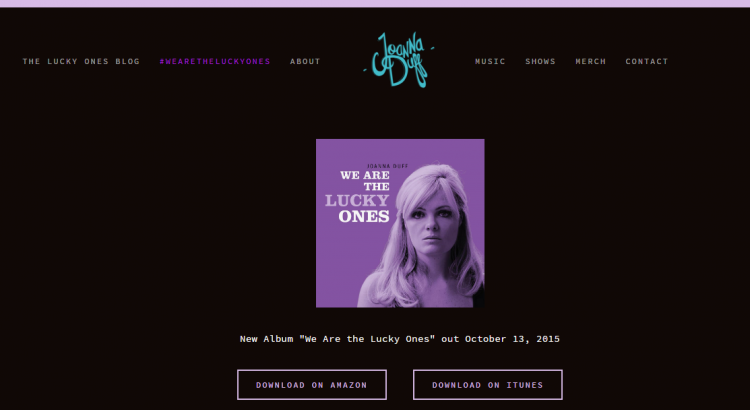 THE LUCKY ONES BLOG
#WEARETHELUCKYONES
ABOUT
Joanna
Duff
MUSIC
SHOWS
MERCH
CONTACT
JOANNA DUFF
WE ARE
THE
LUCKY
ONES
New Album "We Are the Lucky Ones" out October 13, 2015
DOWNLOAD ON AMAZON
DOWNLOAD ON ITUNES